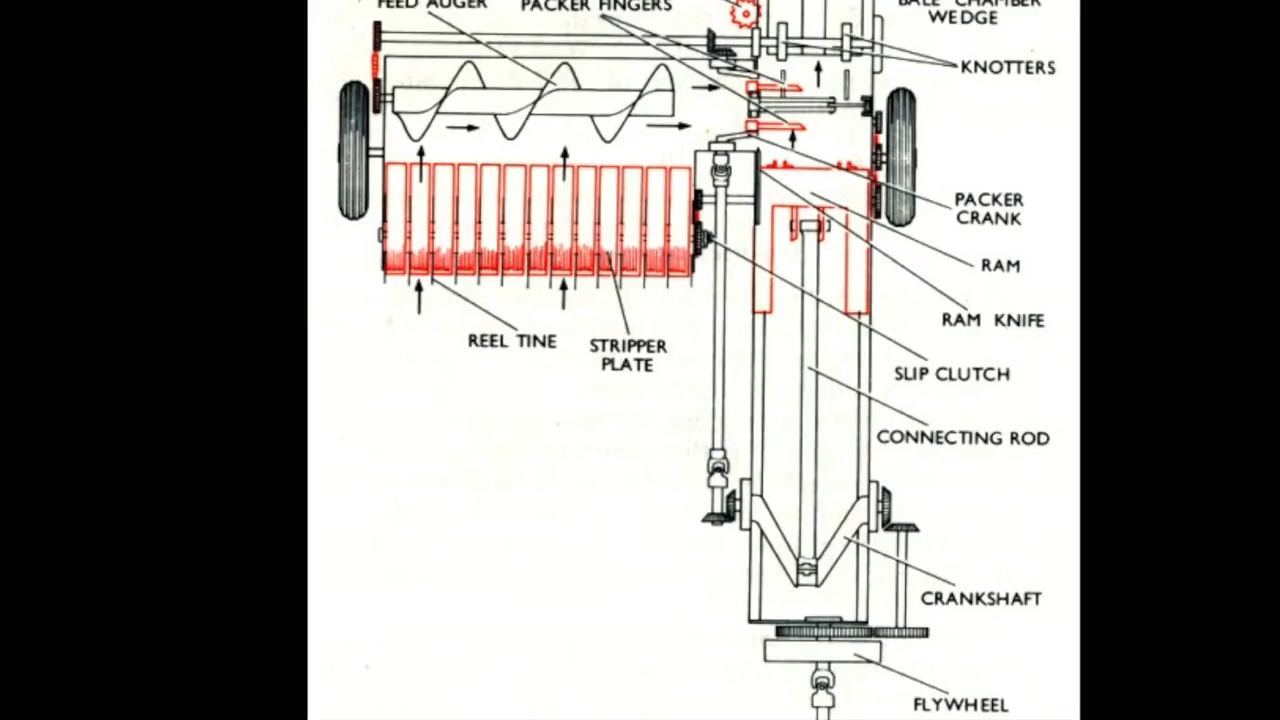 FEED AUGER
PACKER FINGERS
BALE CHAMBER
WEDGE
KNOTTERS
PACKER
CRANK
RAM
RAM KNIFE
REEL TINE
STRIPPER
PLATE
SLIP CLUTCH
CONNECTING ROD
CRANKSHAFT
FLYWHEEL